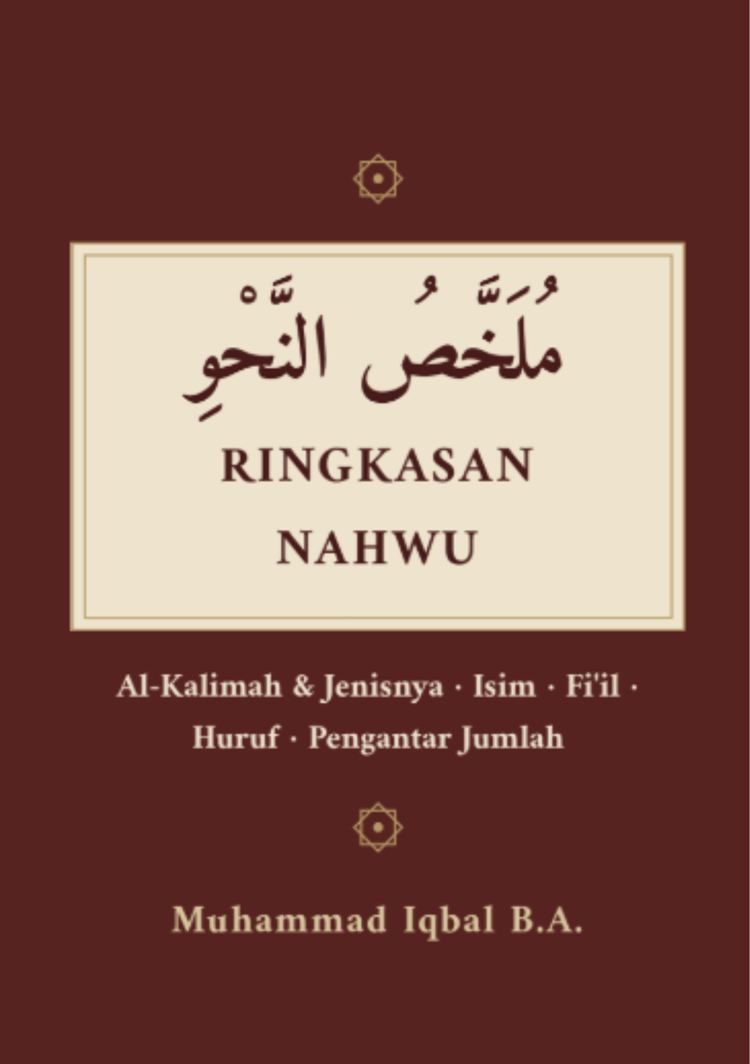 مُلَخَّصُ النَّحْوِ
RINGKASAN
NAHWU
Al-Kalimah & Jenisnya · Isim · Fi'il ·
Huruf · Pengantar Jumlah
Muhammad Iqbal B.A.